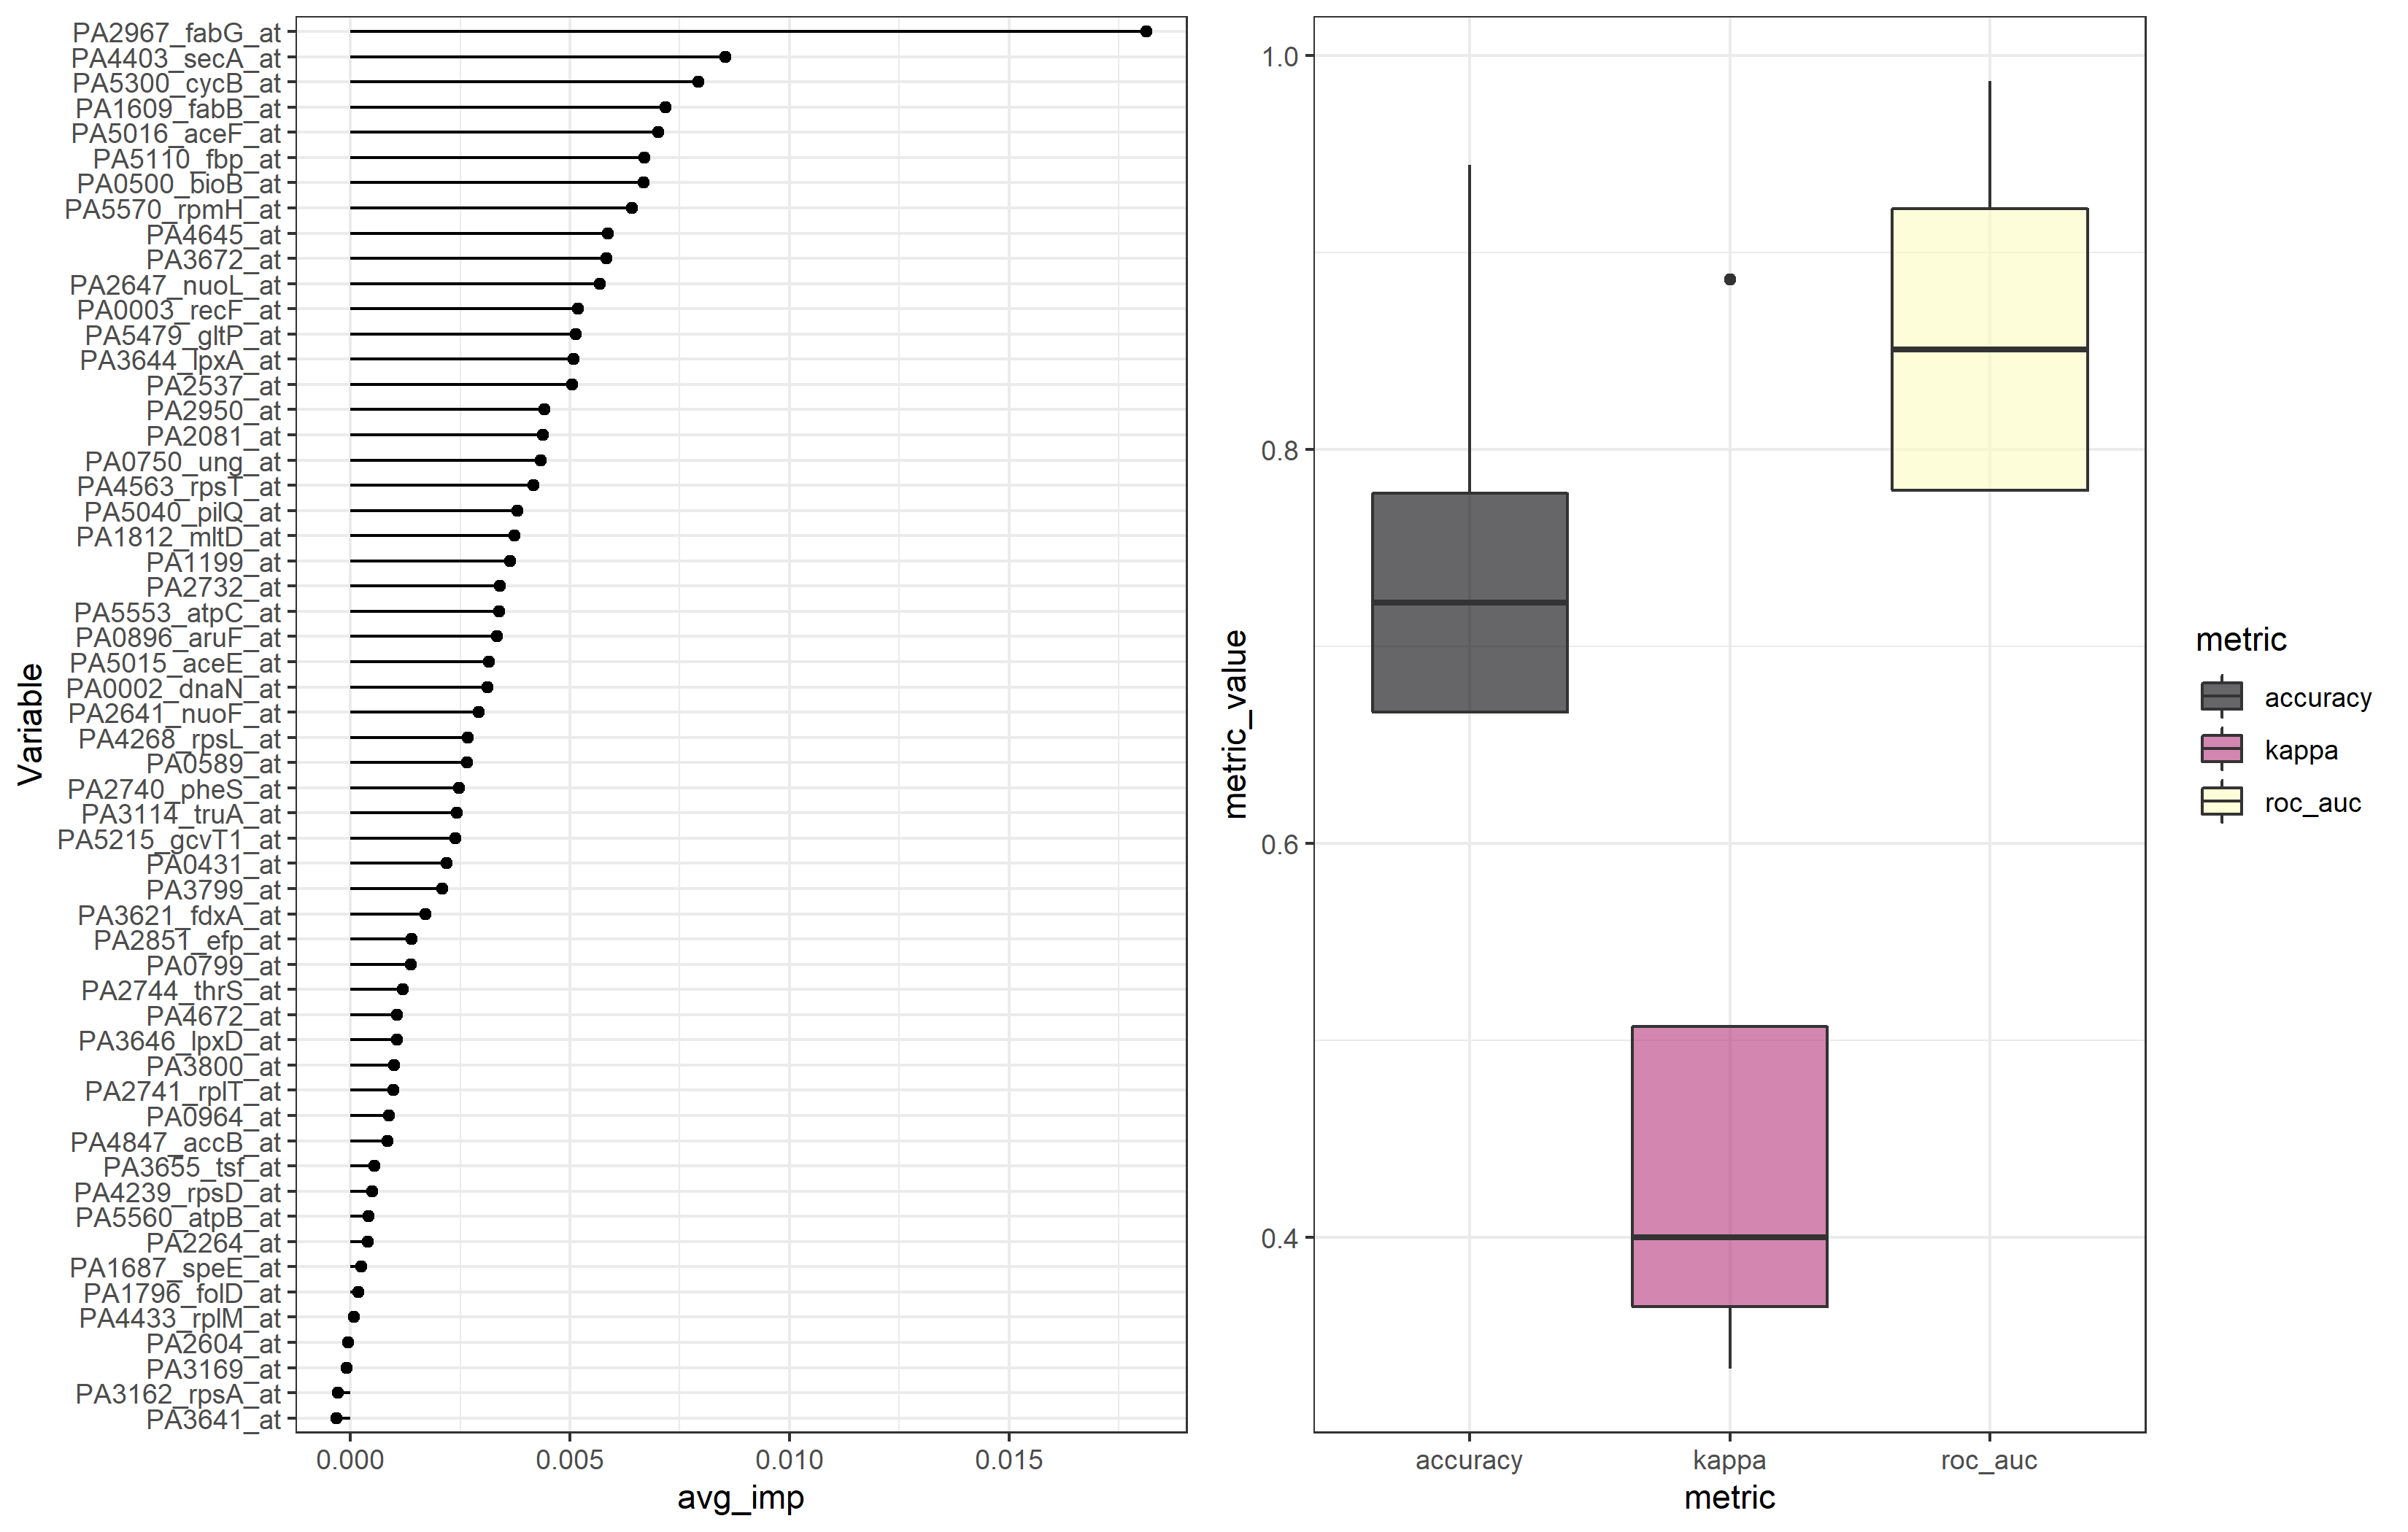 PA2967_fabG_at
PA4403_secA_at
PA5300_cycB_at
PA1609_fabB_at
PA5016_aceF_at
PA5110_fbp_at
PA0500_bioB_at
PA5570_rpmH_at
PA4645_at
PA3672_at
PA2647_nuoL_at
PA0003_recF_at
PA5479_gltP_at
PA3644_lpxA_at
PA2537_at
PA2950_at
PA2081_at
PA0750_ung_at
PA4563_rpsT_at
PA5040_pilQ_at
PA1812_mltD_at
PA1199_at
PA2732_at
PA5553_atpC_at
PA0896_aruF_at
PA5015_aceE_at
PA0002_dnaN_at
PA2641_nuoF_at
PA4268_rpsL_at
PA0589_at
PA2740_pheS_at
PA3114_truA_at
PA5215_gcvT1_at
PA0431_at
PA3799_at
PA3621_fdxA_at
PA2851_efp_at
PA0799_at
PA2744_thrS_at
PA4672_at
PA3646_lpxD_at
PA3800_at
PA2741_rplT_at
PA0964_at
PA4847_accB_at
PA3655_tsf_at
PA4239_rpsD_at
PA5560_atpB_at
PA2264_at
PA1687_speE_at
PA1796_folD_at
PA4433_rplM_at
PA2604_at
PA3169_at
PA3162_rpsA_at
PA3641_at
Variable
0.000 0.005 0.010 0.015
avg_imp
1.0
0.8
0.6
0.4
metric_value
accuracy kappa roc_auc
metric
metric
accuracy
kappa
roc_auc